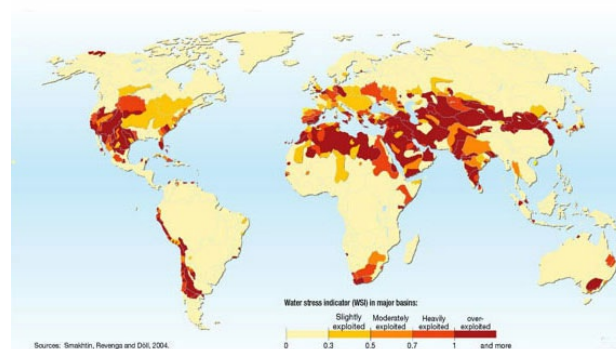 Water stress indicator (WSI) in major basins:
Slightly exploited
Moderately exploited
Heavily exploited
over-exploited
0 0.3 0.5 0.7 1 and more
Sources: Smakhtin, Revenga and Döll, 2004.